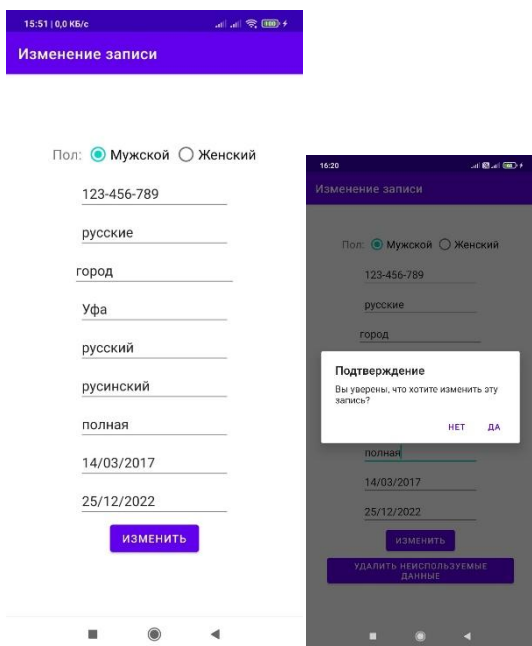 15:51 | 0,0 КБ/с
100
Изменение записи
Пол: Мужской Женский
123-456-789
русские
город
Уфа
русский
русинский
полная
14/03/2017
25/12/2022
ИЗМЕНИТЬ
16:20
Изменение записи
Пол: Мужской Женский
123-456-789
русские
город
Подтверждение
Вы уверены, что хотите изменить эту
запись?
НЕТ ДА
полная
14/03/2017
25/12/2022
ИЗМЕНИТЬ
УДАЛИТЬ НЕИСПОЛЬЗУЕМЫЕ
ДАННЫЕ